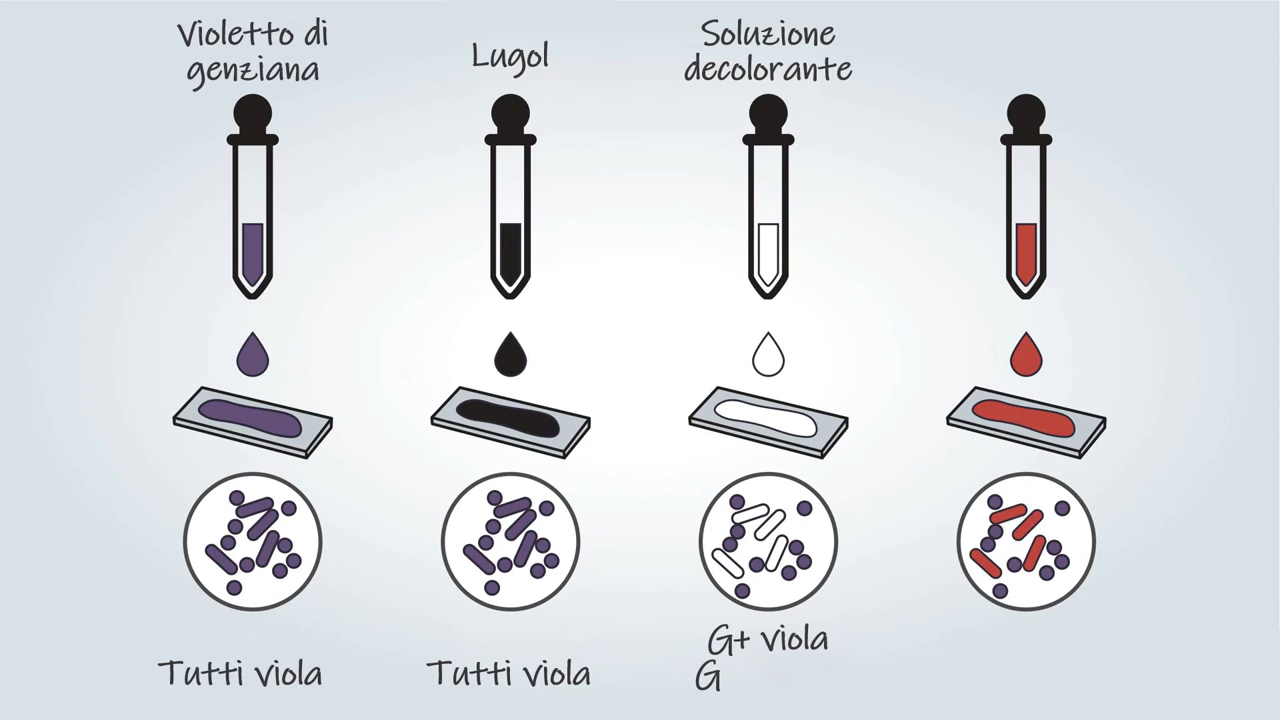 Violetto di
genziana
Lugol
Soluzione
decolorante
Tutti viola
Tutti viola
G+ viola
G